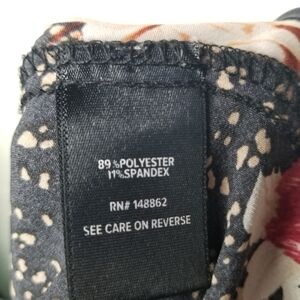 89%POLYESTER
11%SPANDEX
RN# 148862
SEE CARE ON REVERSE